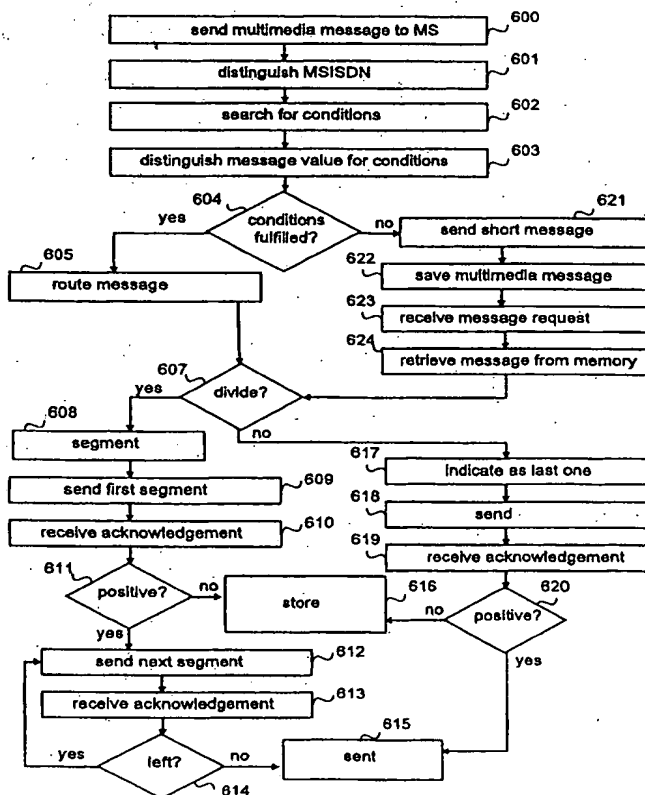 send multimedia message to MS
600
distinguish MSISDN
601
search for conditions
602
distinguish message value for conditions
603
604
conditions
fulfilled?
yes
no
621
send short message
605
route message
622
save multimedia message
623
receive message request
624
retrieve message from memory
607
divide?
yes
no
608
segment
617
indicate as last one
send first segment
609
618
send
receive acknowledgement
610
619
receive acknowledgement
611
positive?
no
store
616
620
positive?
no
yes
yes
send next segment
612
receive acknowledgement
613
615
sent
yes
left?
no
614